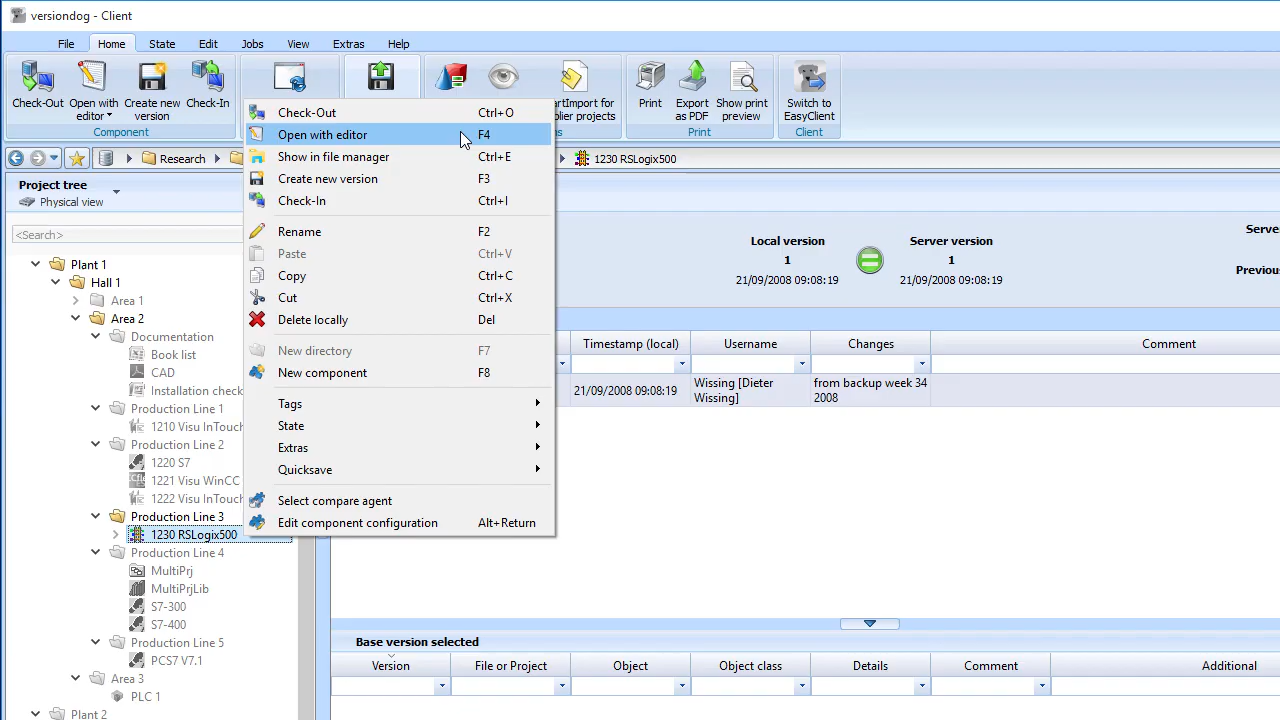 versiondog - Client
File Home State Edit Jobs View Extras Help
Check-Out Open with editor Create new version Check-In
artImport for
lier projects
Print Export as PDF Show print preview Switch to EasyClient
Component Print Client
Research 1230 RSLogix500
Project tree
Physical view
<Search>
Plant 1
Hall 1
Area 1
Area 2
Documentation
Book list
CAD
Installation check
Production Line 1
1210 Visu InTouch
Production Line 2
1220 S7
1221 Visu WinCC
1222 Visu InTouch
Production Line 3
1230 RSLogix500
Production Line 4
MultiPrj
MultiPrjLib
S7-300
S7-400
Production Line 5
PCS7 V7.1
Area 3
PLC 1
Plant 2
Check-Out Ctrl+O
Open with editor F4
Show in file manager Ctrl+E
Create new version F3
Check-In Ctrl+I
Rename F2
Paste Ctrl+V
Copy Ctrl+C
Cut Ctrl+X
Delete locally Del
New directory F7
New component F8
Tags
State
Extras
Quicksave
Select compare agent
Edit component configuration Alt+Return
Local version Server version
1 1
21/09/2008 09:08:19 21/09/2008 09:08:19
Serve
Previou
Timestamp (local) Username Changes Comment
21/09/2008 09:08:19 Wissing [Dieter Wissing] from backup week 34 2008
Base version selected
Version File or Project Object Object class Details Comment Additional